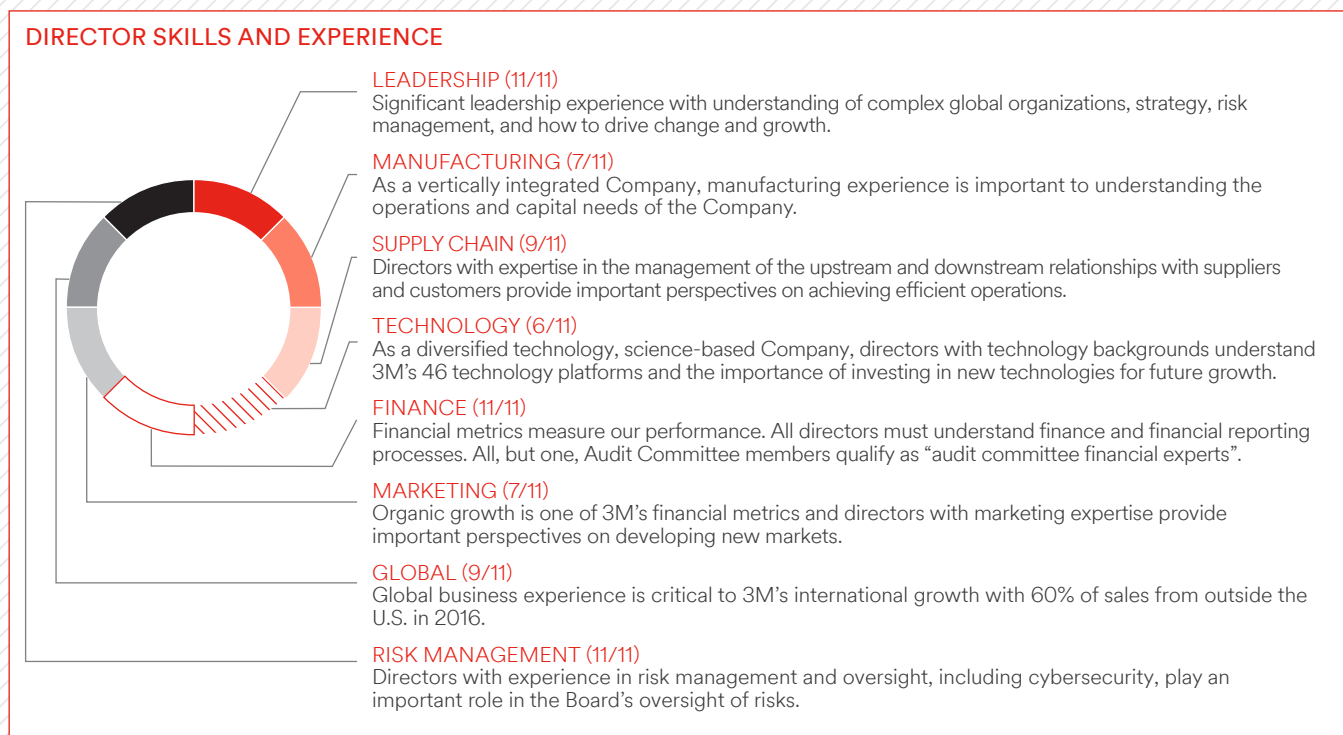 DIRECTOR SKILLS AND EXPERIENCE
LEADERSHIP (11/11)
Significant leadership experience with understanding of complex global organizations, strategy, risk
management, and how to drive change and growth.
MANUFACTURING (7/11)
As a vertically integrated Company, manufacturing experience is important to understanding the
operations and capital needs of the Company.
SUPPLY CHAIN (9/11)
Directors with expertise in the management of the upstream and downstream relationships with suppliers
and customers provide important perspectives on achieving efficient operations.
TECHNOLOGY (6/11)
As a diversified technology, science-based Company, directors with technology backgrounds understand
3M's 46 technology platforms and the importance of investing in new technologies for future growth.
FINANCE (11/11)
Financial metrics measure our performance. All directors must understand finance and financial reporting
processes. All, but one, Audit Committee members qualify as “audit committee financial experts”.
MARKETING (7/11)
Organic growth is one of 3M's financial metrics and directors with marketing expertise provide
important perspectives on developing new markets.
GLOBAL (9/11)
Global business experience is critical to 3M's international growth with 60% of sales from outside the
U.S. in 2016.
RISK MANAGEMENT (11/11)
Directors with experience in risk management and oversight, including cybersecurity, play an
important role in the Board's oversight of risks.